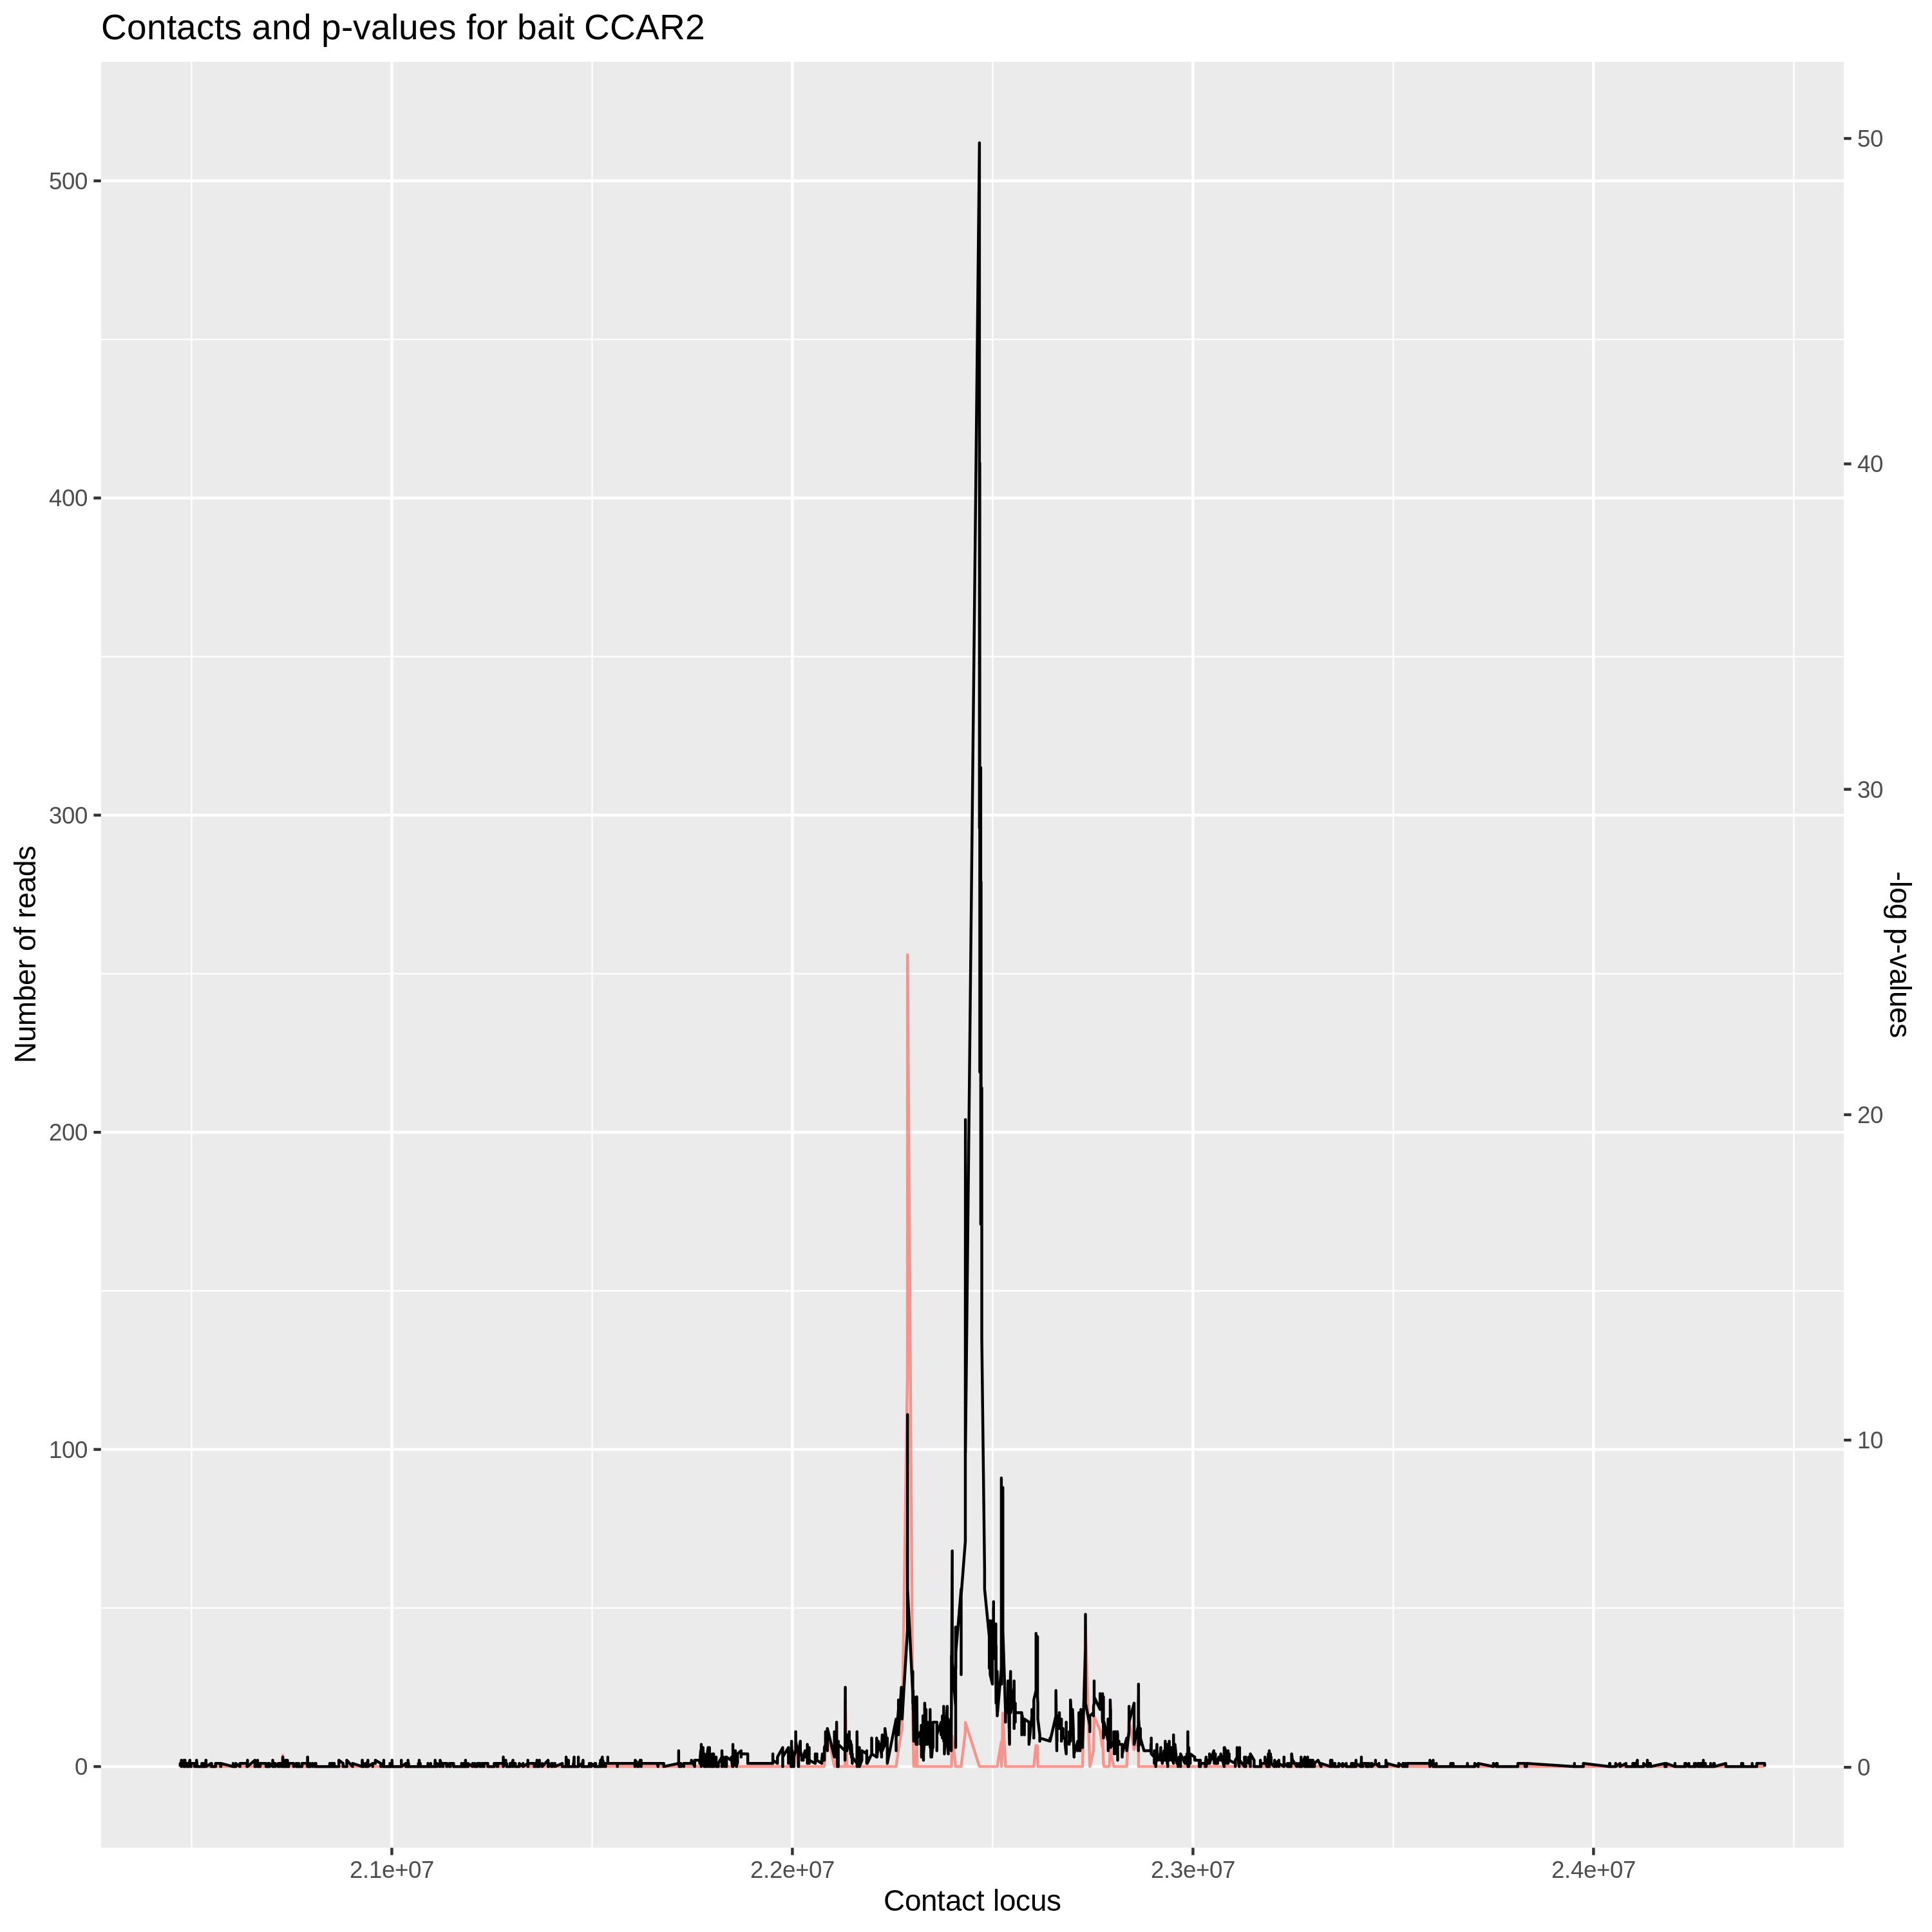 Contacts and p-values for bait CCAR2
Number of reads
500
400
300
200
100
0
50
40
30
20
10
0
-log p-values
2.1e+07 2.2e+07 2.3e+07 2.4e+07
Contact locus